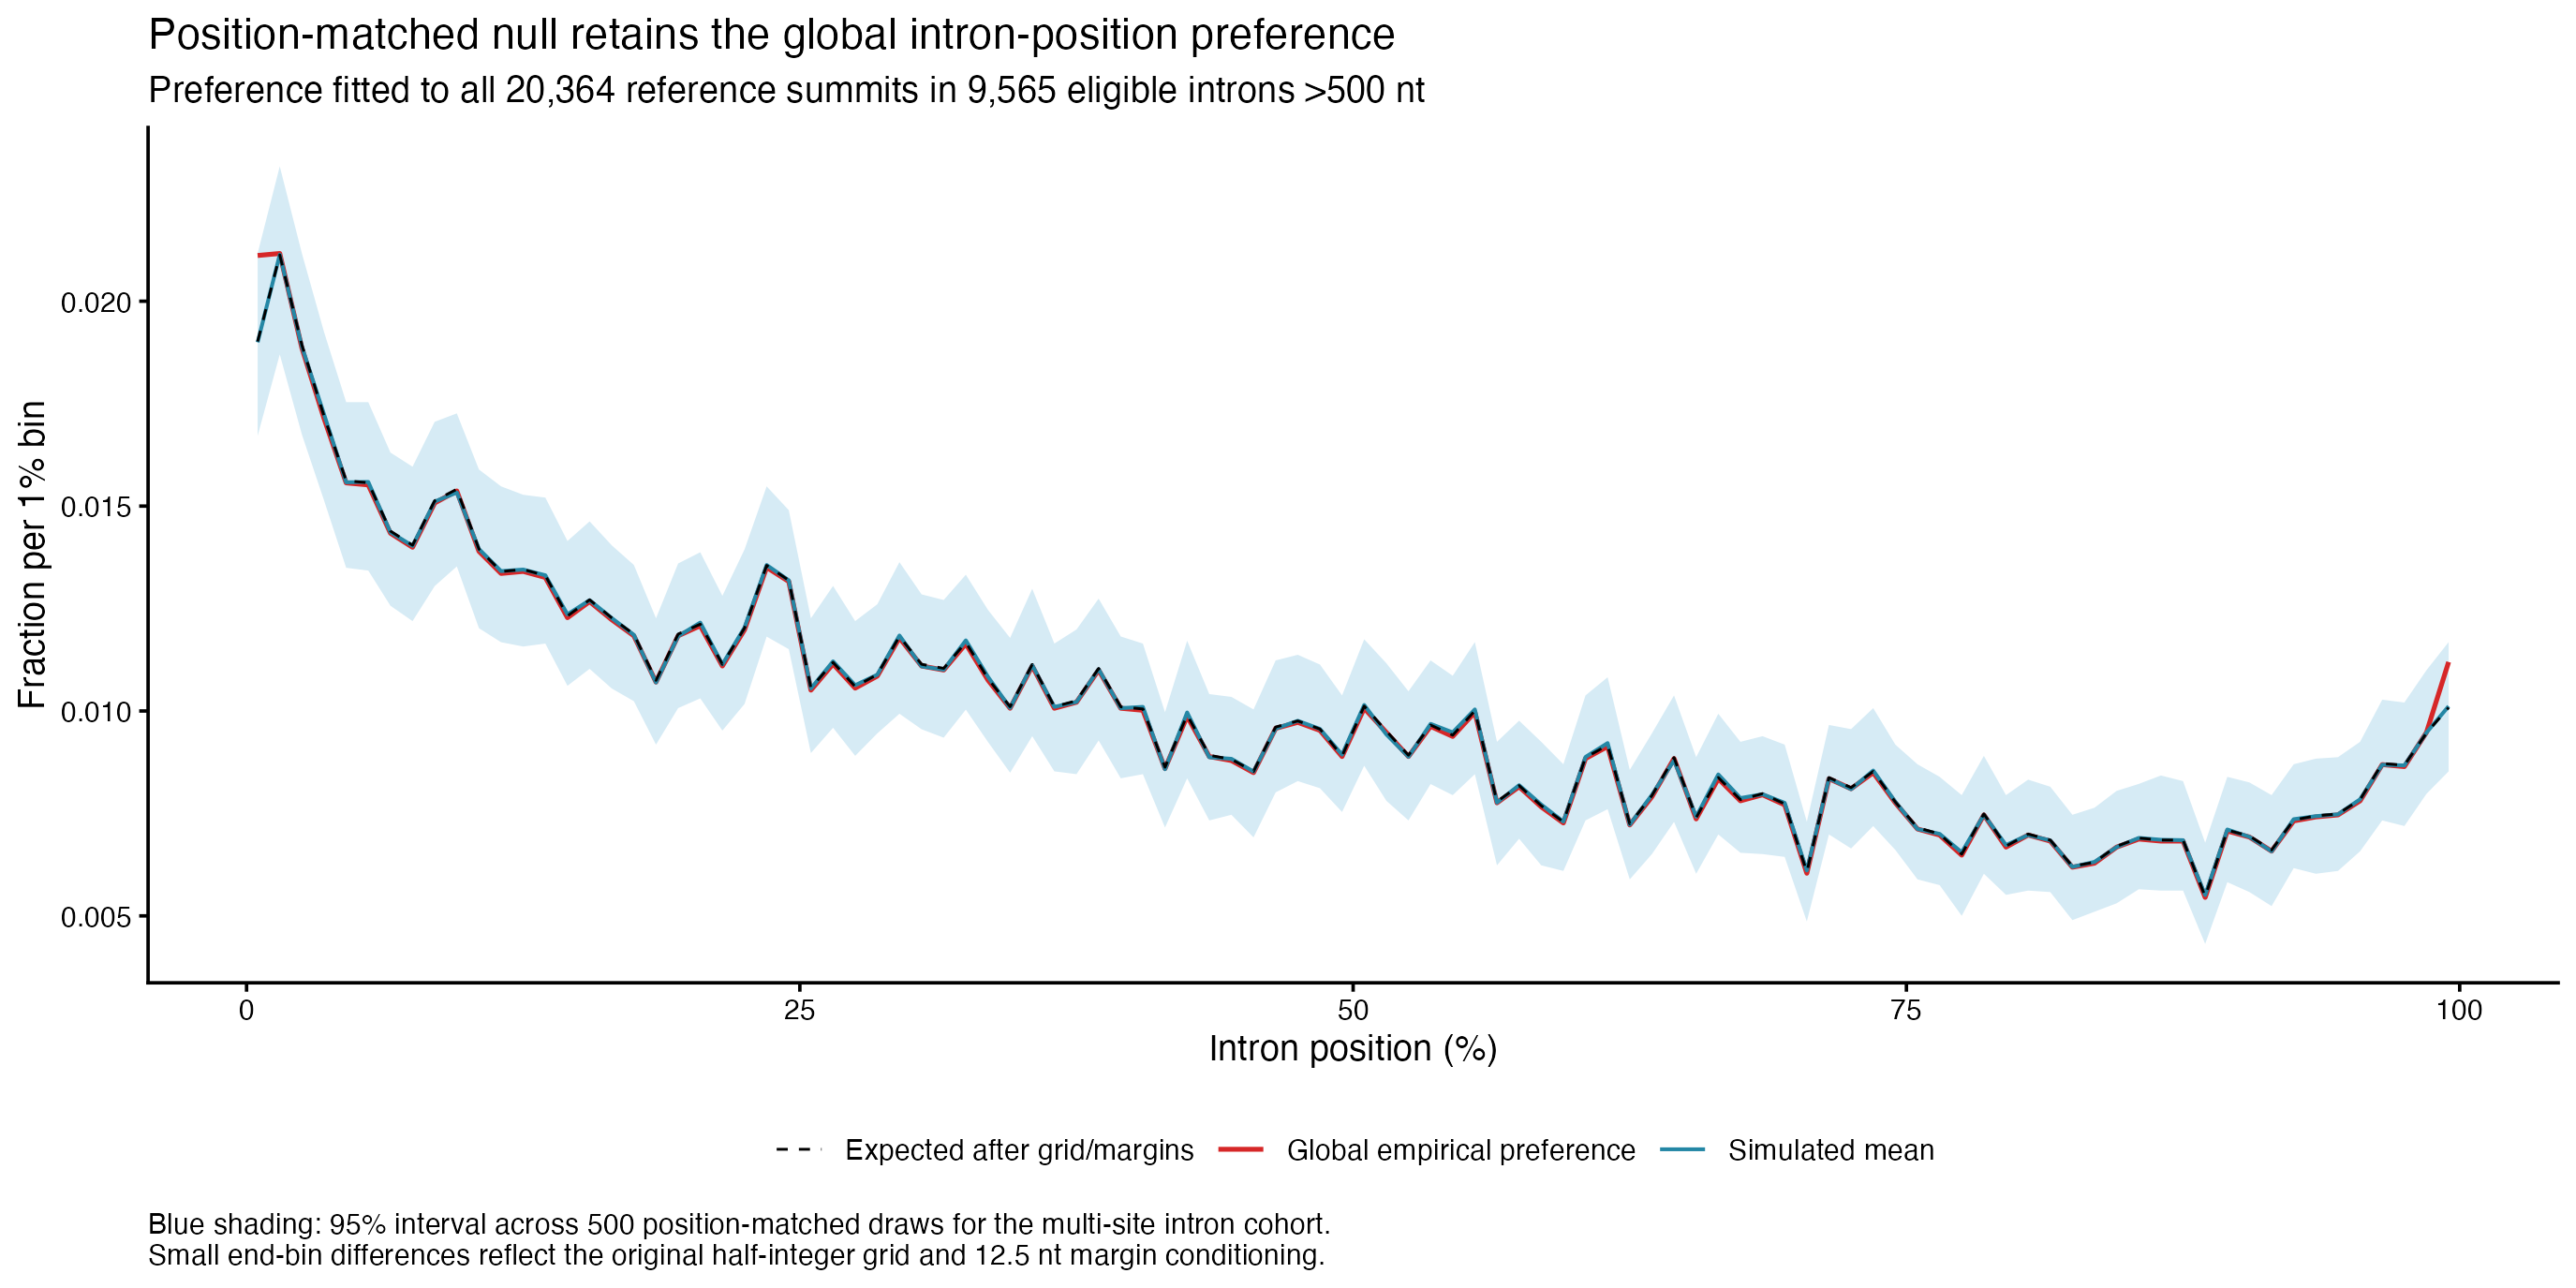 Position-matched null retains the global intron-position preference
Preference fitted to all 20,364 reference summits in 9,565 eligible introns >500 nt
Fraction per 1% bin
0.020
0.015
0.010
0.005
0
25
50
75
100
Intron position (%)
Expected after grid/margins
Global empirical preference
Simulated mean
Blue shading: 95% interval across 500 position-matched draws for the multi-site intron cohort.
Small end-bin differences reflect the original half-integer grid and 12.5 nt margin conditioning.